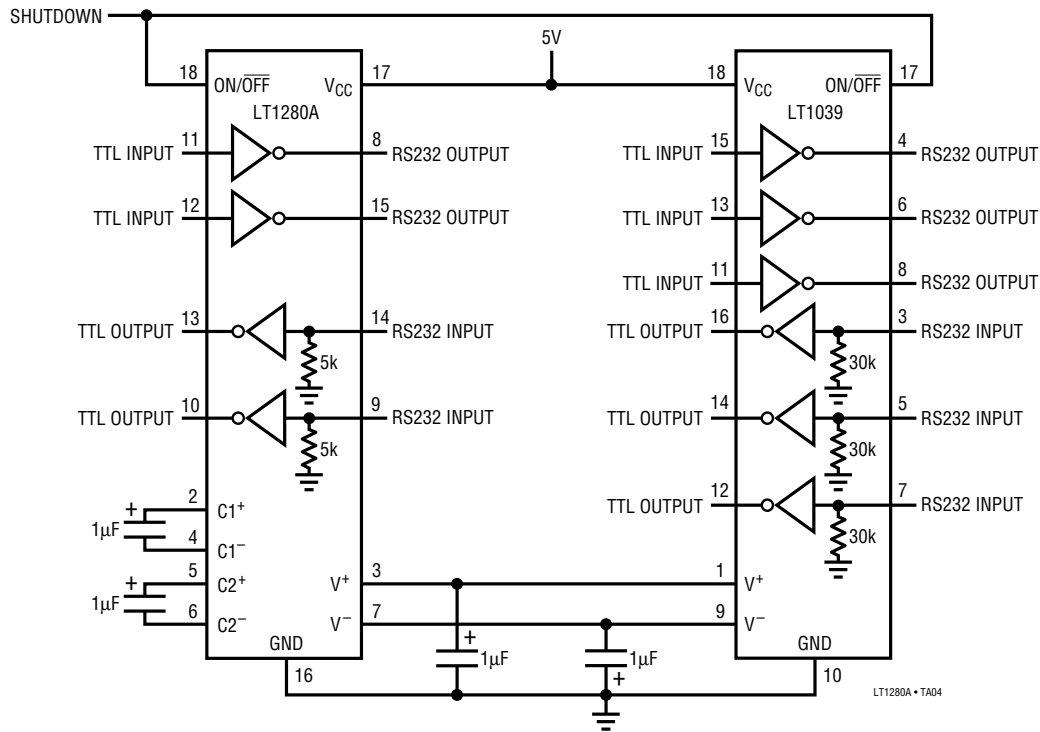 SHUTDOWN
5V
18 ON/OFF VCC 17
18 VCC ON/OFF 17
LT1280A
LT1039
TTL INPUT 11 8 RS232 OUTPUT
TTL INPUT 15 4 RS232 OUTPUT
TTL INPUT 12 15 RS232 OUTPUT
TTL INPUT 13 6 RS232 OUTPUT
TTL INPUT 11 8 RS232 OUTPUT
TTL OUTPUT 13 14 RS232 INPUT
5k
TTL OUTPUT 16 3 RS232 INPUT
30k
TTL OUTPUT 10 9 RS232 INPUT
5k
TTL OUTPUT 14 5 RS232 INPUT
30k
TTL OUTPUT 12 7 RS232 INPUT
30k
2 C1+
+
1µF
4 C1−
5 C2+ V+ 3
1 V+
+
1µF
6 C2− V− 7
9 V−
GND
16
+
1µF
1µF
+
GND
10
LT1280A • TA04